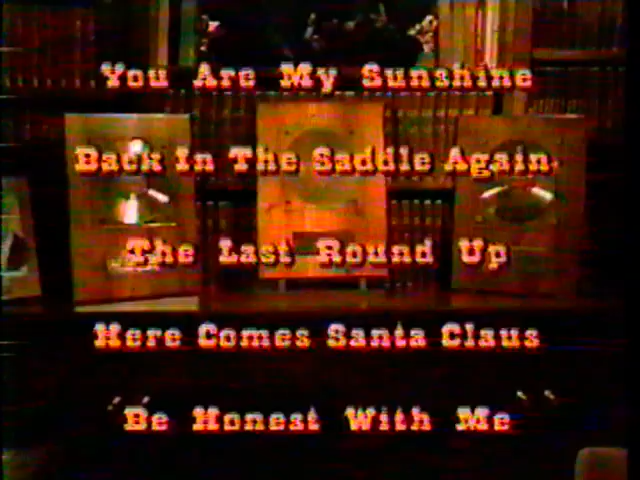 You Are My Sunshine
Back In The Saddle Again
The Last Round Up
Here Comes Santa Claus
Be Honest With Me